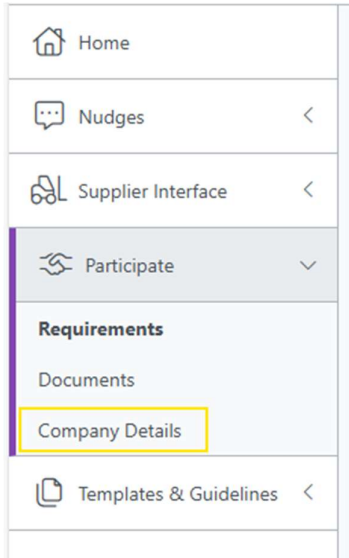 Home
Nudges
Supplier Interface
Participate
Requirements
Documents
Company Details
Templates & Guidelines